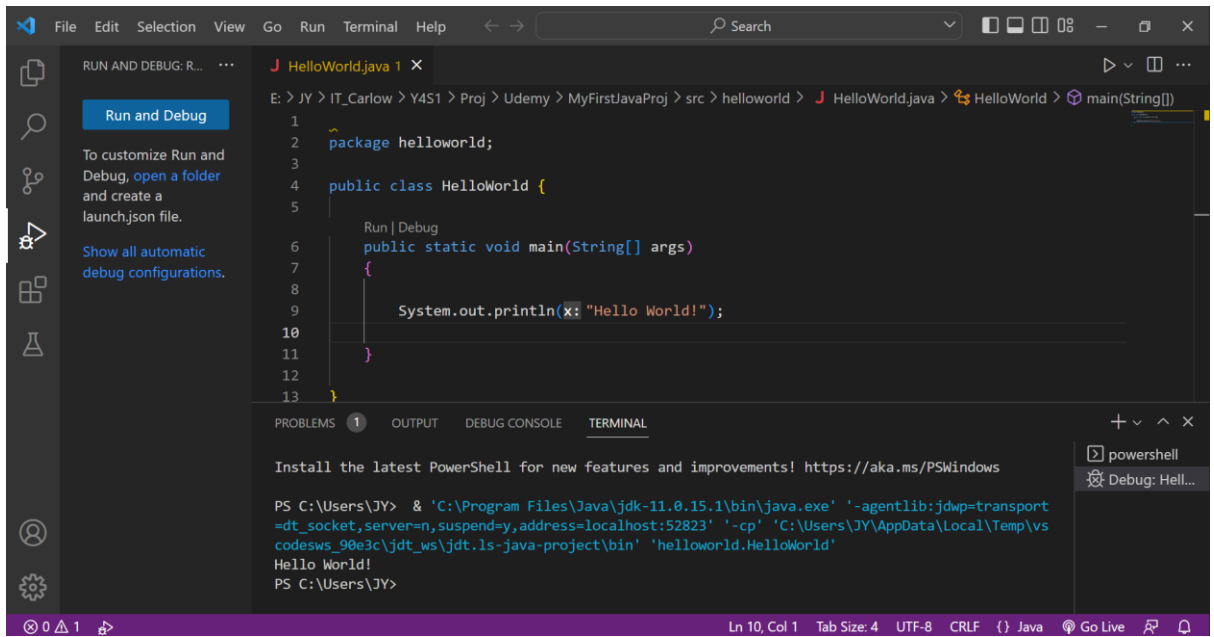 File Edit Selection View Go Run Terminal Help Search
RUN AND DEBUG: R... ···
Run and Debug
To customize Run and
Debug, open a folder
and create a
launch.json file.
Show all automatic
debug configurations.
J HelloWorld.java 1 ×
E: > JY > IT_Carlow > Y4S1 > Proj > Udemy > MyFirstJavaProj > src > helloworld > J HelloWorld.java > HelloWorld > main(String[])
1
2 package helloworld;
3
4 public class HelloWorld {
5
Run | Debug
6 public static void main(String[] args)
7 {
8
9 System.out.println(x: "Hello World!");
10
11 }
12
13 }
PROBLEMS 1 OUTPUT DEBUG CONSOLE TERMINAL
Install the latest PowerShell for new features and improvements! https://aka.ms/PSWindows
PS C:\Users\JY> & 'C:\Program Files\Java\jdk-11.0.15.1\bin\java.exe' '-agentlib:jdwp=transport
=dt_socket,server=n,suspend=y,address=localhost:52823' '-cp' 'C:\Users\JY\AppData\Local\Temp\vs
codesws_90e3c\jdt_ws\jdt.ls-java-project\bin' 'helloworld.HelloWorld'
Hello World!
PS C:\Users\JY>
powershell
Debug: Hell...
0 1 Ln 10, Col 1 Tab Size: 4 UTF-8 CRLF {} Java Go Live